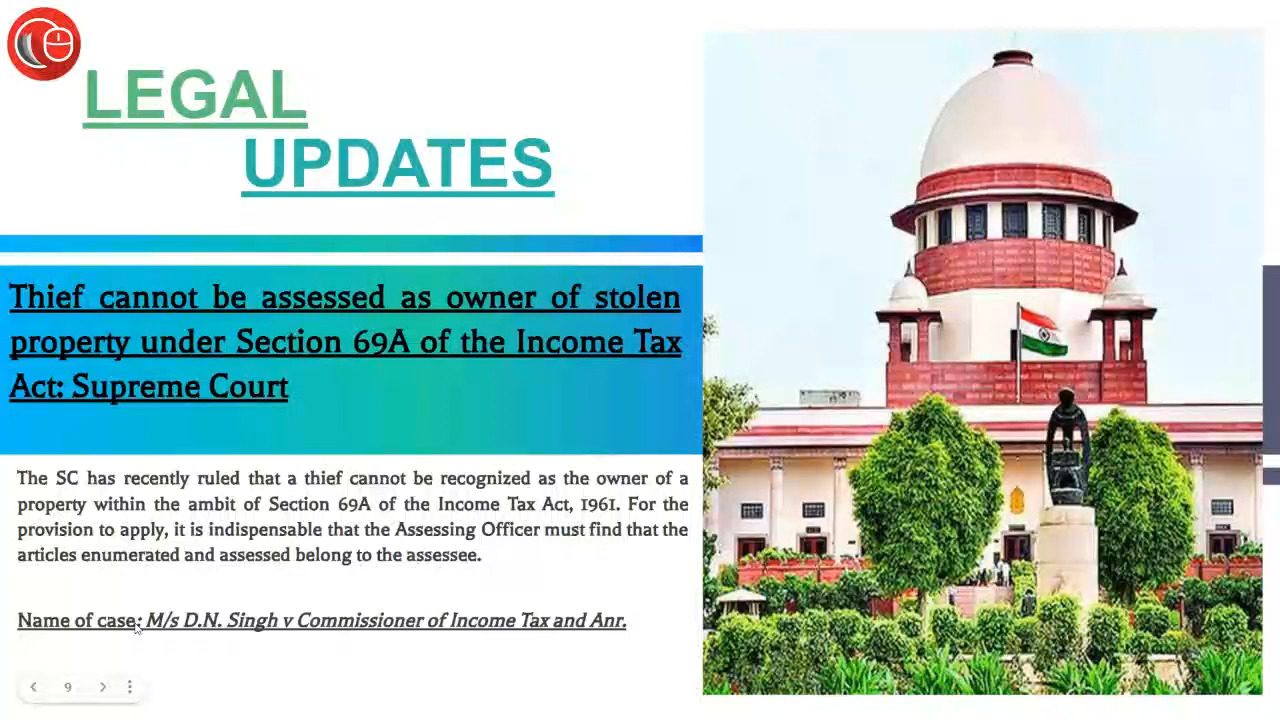 LEGAL
UPDATES
Thief cannot be assessed as owner of stolen
property under Section 69A of the Income Tax
Act: Supreme Court
The SC has recently ruled that a thief cannot be recognized as the owner of a
property within the ambit of Section 69A of the Income Tax Act, 1961. For the
provision to apply, it is indispensable that the Assessing Officer must find that the
articles enumerated and assessed belong to the assessee.
Name of case: M/s D.N. Singh v Commissioner of Income Tax and Anr.
9